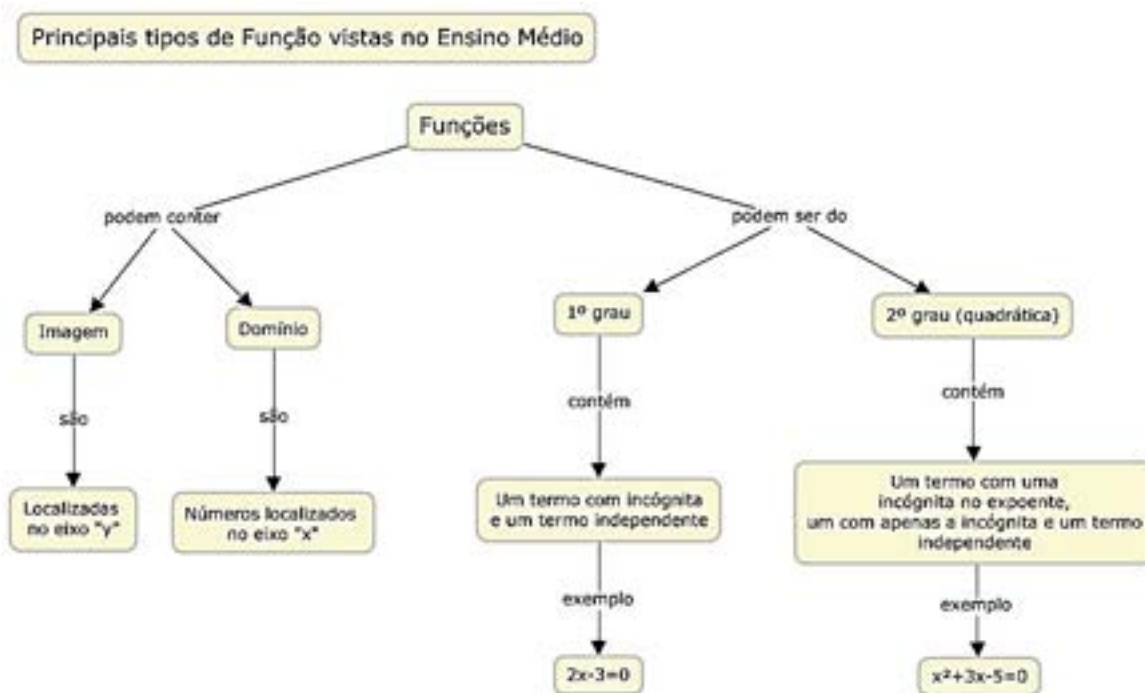 Principais tipos de Função vistas no Ensino Médio
Funções
podem conter
podem ser do
Imagem
Domínio
1º grau
2º grau (quadrática)
são
são
contém
contém
Localizadas
no eixo "y"
Números localizados
no eixo "x"
Um termo com incógnita
e um termo independente
Um termo com uma
incógnita no expoente,
um com apenas a incógnita e um termo
independente
exemplo
exemplo
2x-3=0
x²+3x-5=0